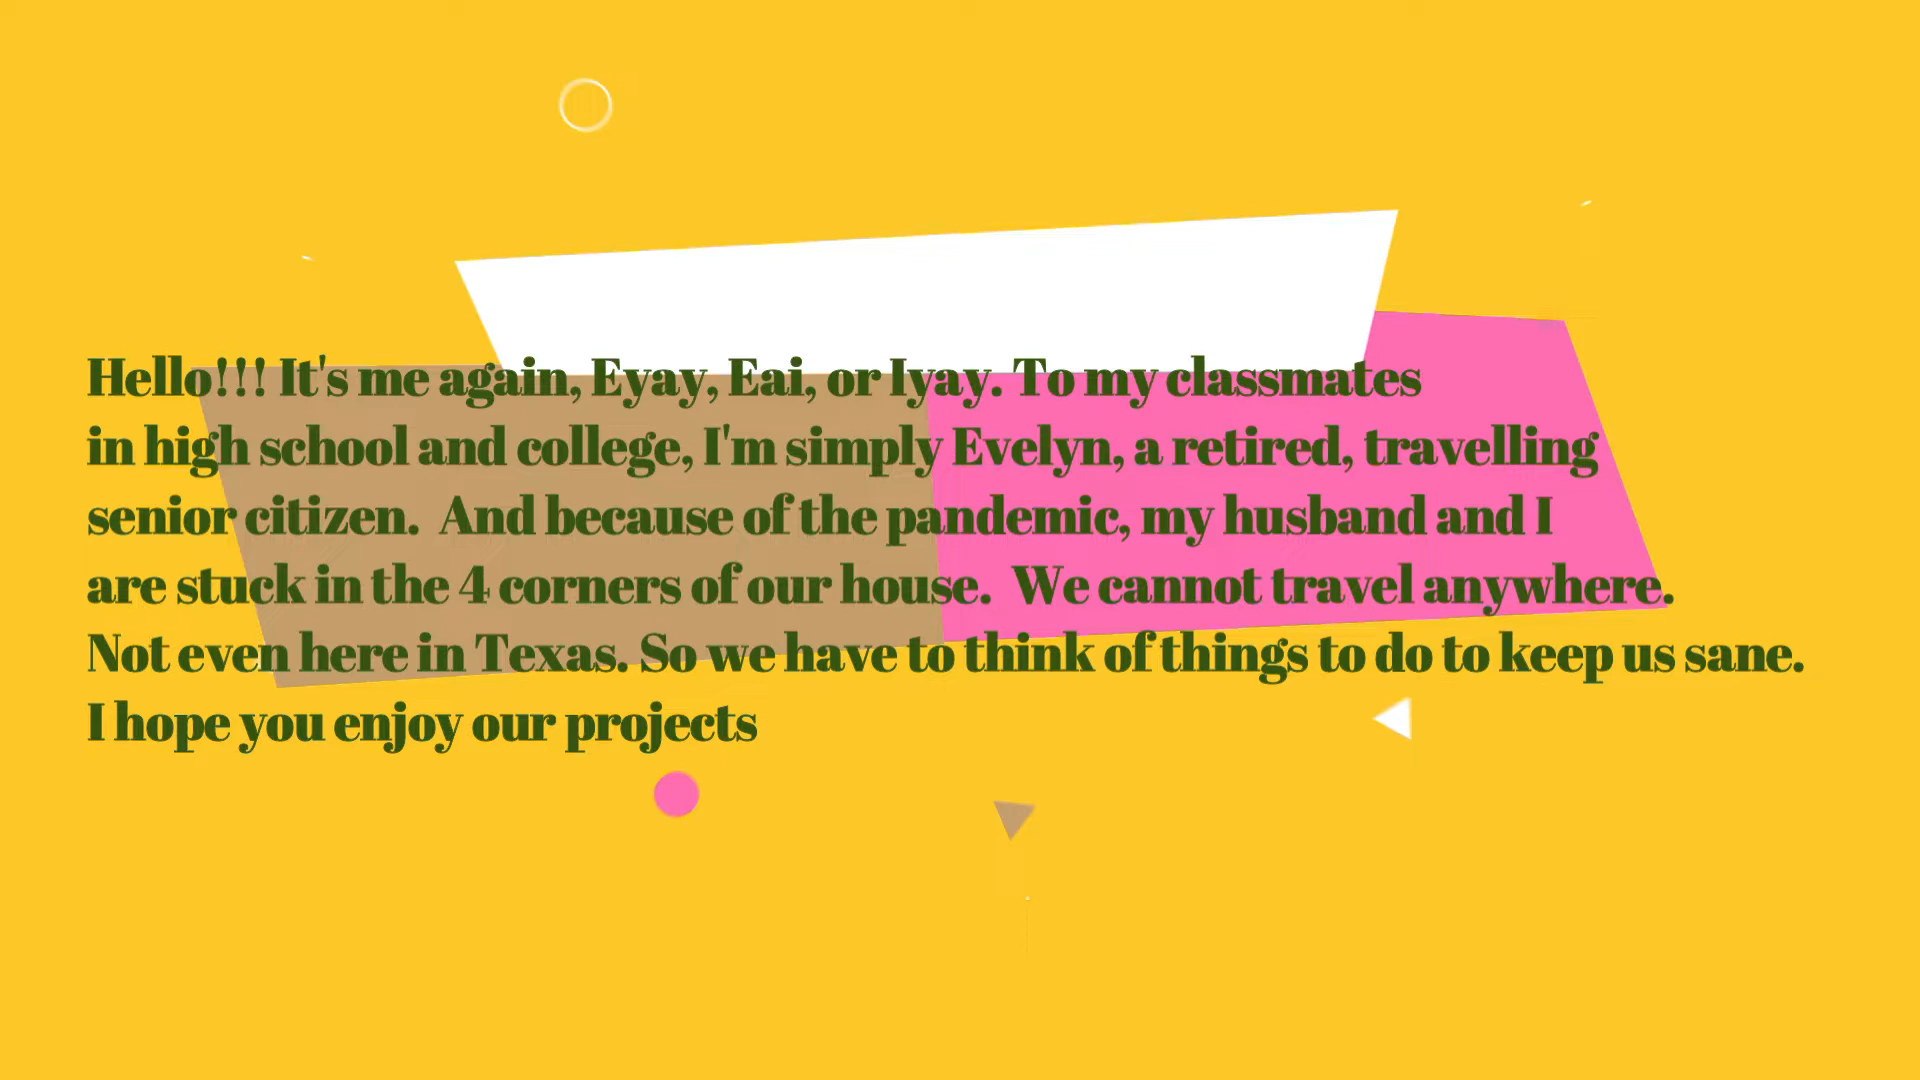 Hello!!! It's me again, Eyay, Eai, or Iyay. To my classmates
in high school and college, I'm simply Evelyn, a retired, travelling
senior citizen.  And because of the pandemic, my husband and I
are stuck in the 4 corners of our house.  We cannot travel anywhere.
Not even here in Texas. So we have to think of things to do to keep us sane.
I hope you enjoy our projects